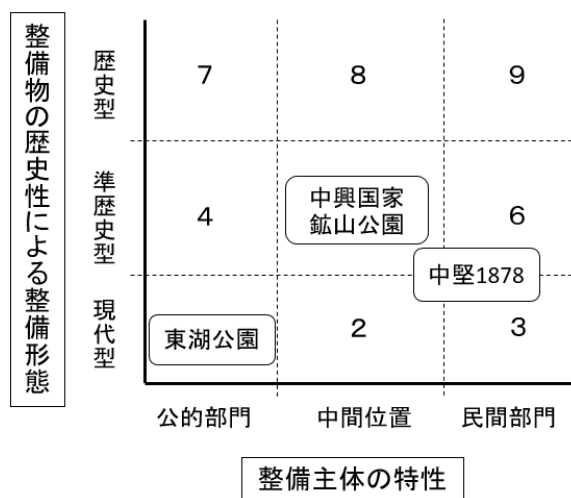 整備物の歴史性による整備形態
歴史型
準歴史型
現代型
7
8
9
4
中興国家
鉱山公園
6
中堅1878
東湖公園
2
3
公的部門
中間位置
民間部門
整備主体の特性